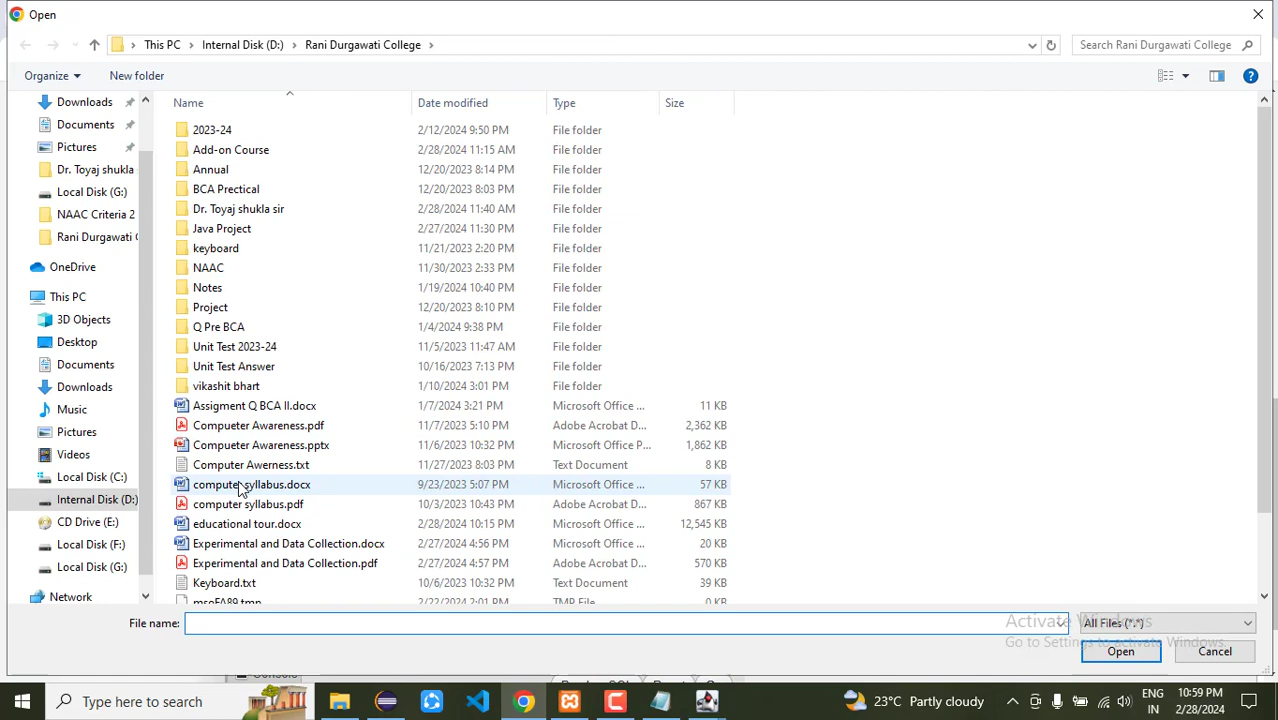 Open
This PC > Internal Disk (D:) > Rani Durgawati College >
Search Rani Durgawati College
Organize
New folder
Name
Date modified
Type
Size
Downloads
Documents
Pictures
Dr. Toyaj shukla
Local Disk (G:)
NAAC Criteria 2
Rani Durgawati C
OneDrive
This PC
3D Objects
Desktop
Documents
Downloads
Music
Pictures
Videos
Local Disk (C:)
Internal Disk (D:)
CD Drive (E:)
Local Disk (F:)
Local Disk (G:)
Network
2023-24 2/12/2024 9:50 PM File folder
Add-on Course 2/28/2024 11:15 AM File folder
Annual 12/20/2023 8:14 PM File folder
BCA Prectical 12/20/2023 8:03 PM File folder
Dr. Toyaj shukla sir 2/28/2024 11:40 AM File folder
Java Project 2/27/2024 11:30 PM File folder
keyboard 11/21/2023 2:20 PM File folder
NAAC 11/30/2023 2:33 PM File folder
Notes 1/19/2024 10:40 PM File folder
Project 12/20/2023 8:10 PM File folder
Q Pre BCA 1/4/2024 9:38 PM File folder
Unit Test 2023-24 11/5/2023 11:47 AM File folder
Unit Test Answer 10/16/2023 7:13 PM File folder
vikashit bhart 1/10/2024 3:01 PM File folder
Assigment Q BCA II.docx 1/7/2024 3:21 PM Microsoft Office ... 11 KB
Compueter Awareness.pdf 11/7/2023 5:10 PM Adobe Acrobat D... 2,362 KB
Compueter Awareness.pptx 11/6/2023 10:32 PM Microsoft Office P... 1,862 KB
Computer Awerness.txt 11/27/2023 8:03 PM Text Document 8 KB
computer syllabus.docx 9/23/2023 5:07 PM Microsoft Office ... 57 KB
computer syllabus.pdf 10/3/2023 10:43 PM Adobe Acrobat D... 867 KB
educational tour.docx 2/28/2024 10:15 PM Microsoft Office ... 12,545 KB
Experimental and Data Collection.docx 2/27/2024 4:56 PM Microsoft Office ... 20 KB
Experimental and Data Collection.pdf 2/27/2024 4:57 PM Adobe Acrobat D... 570 KB
Keyboard.txt 10/6/2023 10:32 PM Text Document 39 KB
msoFA89.tmp 2/22/2024 2:01 PM TMP File 0 KB
File name:
All Files (*.*)
Activate Windows
Go to Settings to activate Windows.
Open
Cancel
Console
Type here to search
23°C Partly cloudy
ENG
IN
10:59 PM
2/28/2024